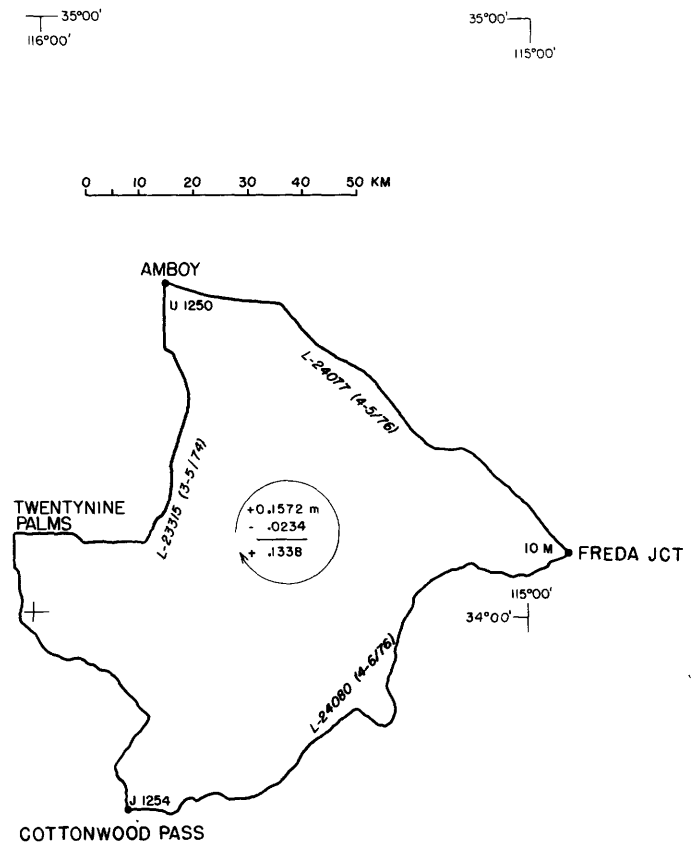 35°00'
116°00'
35°00'
115°00'
0 10 20 30 40 50 KM
AMBOY
U 1250
L-24077 (4-5/76)
L-23315 (3-5/74)
TWENTYNINE
PALMS
+0.1572 m
- .0234
+ .1338
10 M
FREDA JCT
115°00'
34°00'
L-24080 (4-6/76)
J 1254
COTTONWOOD PASS